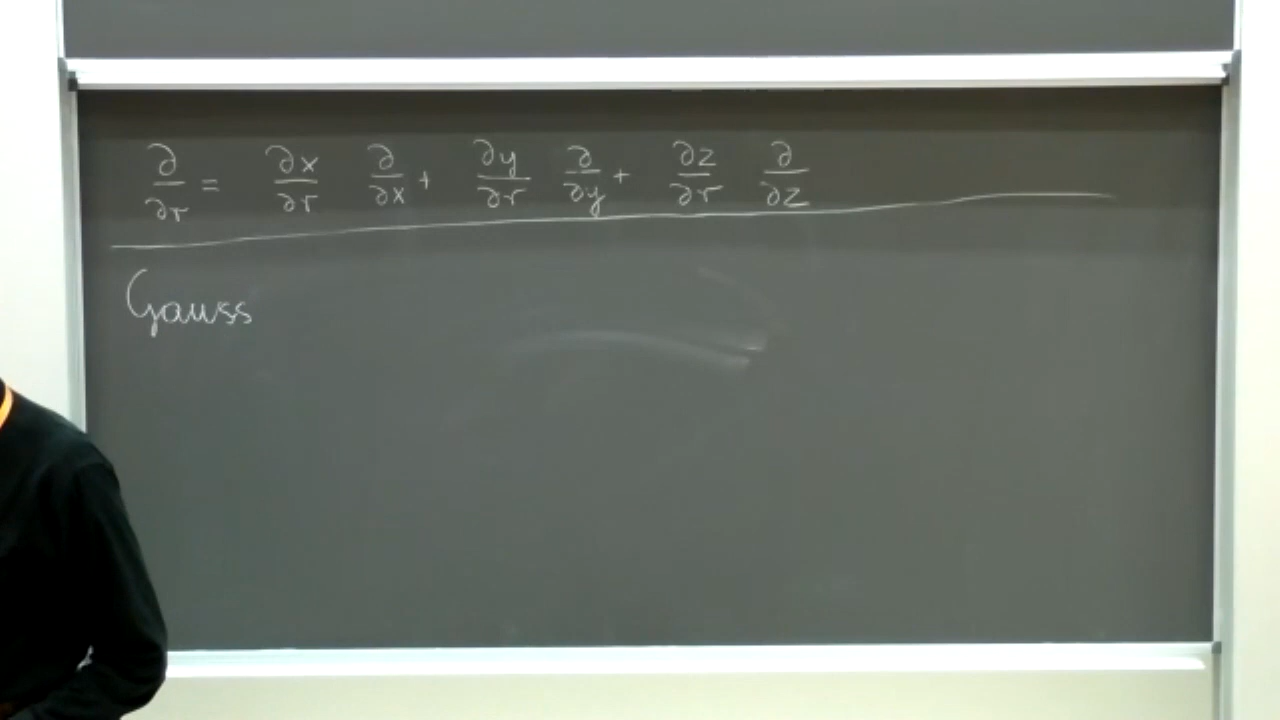 ∂/∂r = ∂x/∂r ∂/∂x + ∂y/∂r ∂/∂y + ∂z/∂r ∂/∂z
Gauss